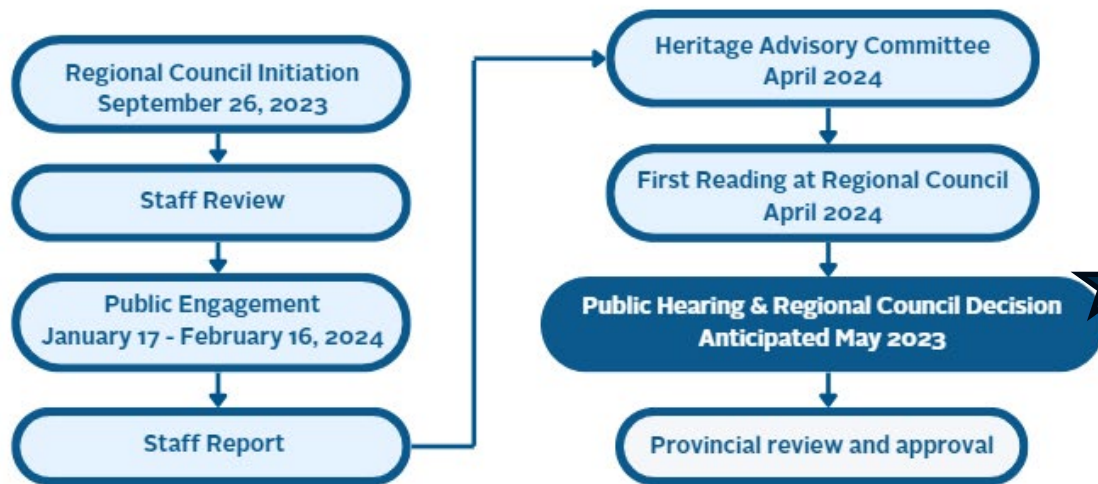 Regional Council Initiation
September 26, 2023
Staff Review
Public Engagement
January 17 - February 16, 2024
Staff Report
Heritage Advisory Committee
April 2024
First Reading at Regional Council
April 2024
Public Hearing & Regional Council Decision
Anticipated May 2023
Provincial review and approval